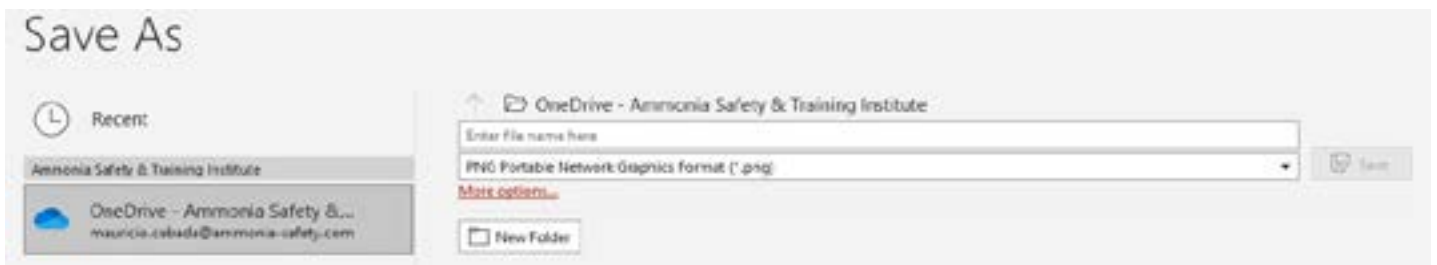 Save As
Recent
Ammonia Safety & Training Institute
OneDrive - Ammonia Safety &...
mauricio.cabada@ammonia-safety.com
OneDrive - Ammonia Safety & Training Institute
Enter file name here
PNG Portable Network Graphics Format (*.png)
Save
More options...
New Folder